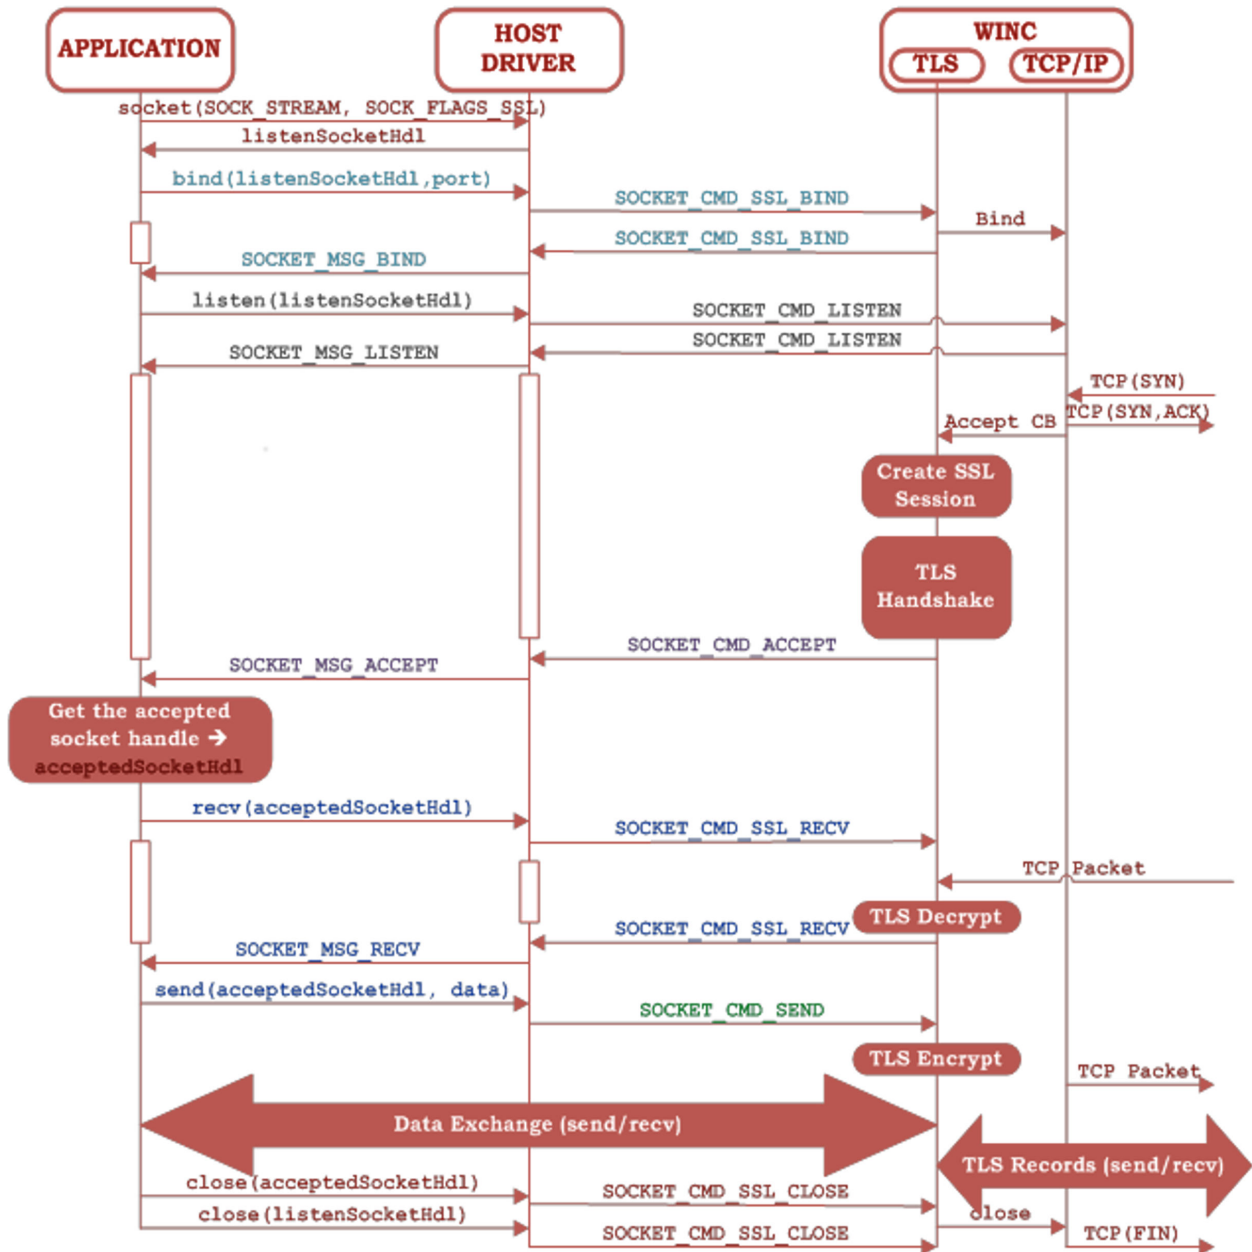 APPLICATION
HOST
DRIVER
WINC
TLS
TCP/IP
socket(SOCK_STREAM, SOCK_FLAGS_SSL)
listenSocketHdl
bind(listenSocketHdl,port)
SOCKET_CMD_SSL_BIND
Bind
SOCKET_CMD_SSL_BIND
SOCKET_MSG_BIND
listen(listenSocketHdl)
SOCKET_CMD_LISTEN
SOCKET_CMD_LISTEN
SOCKET_MSG_LISTEN
TCP(SYN)
TCP(SYN,ACK)
Accept CB
Create SSL
Session
TLS
Handshake
SOCKET_CMD_ACCEPT
SOCKET_MSG_ACCEPT
Get the accepted
socket handle ➔
acceptedSocketHdl
recv(acceptedSocketHdl)
SOCKET_CMD_SSL_RECV
TCP Packet
TLS Decrypt
SOCKET_CMD_SSL_RECV
SOCKET_MSG_RECV
send(acceptedSocketHdl, data)
SOCKET_CMD_SEND
TLS Encrypt
TCP Packet
Data Exchange (send/recv)
TLS Records (send/recv)
close(acceptedSocketHdl)
SOCKET_CMD_SSL_CLOSE
close(listenSocketHdl)
close
SOCKET_CMD_SSL_CLOSE
TCP(FIN)